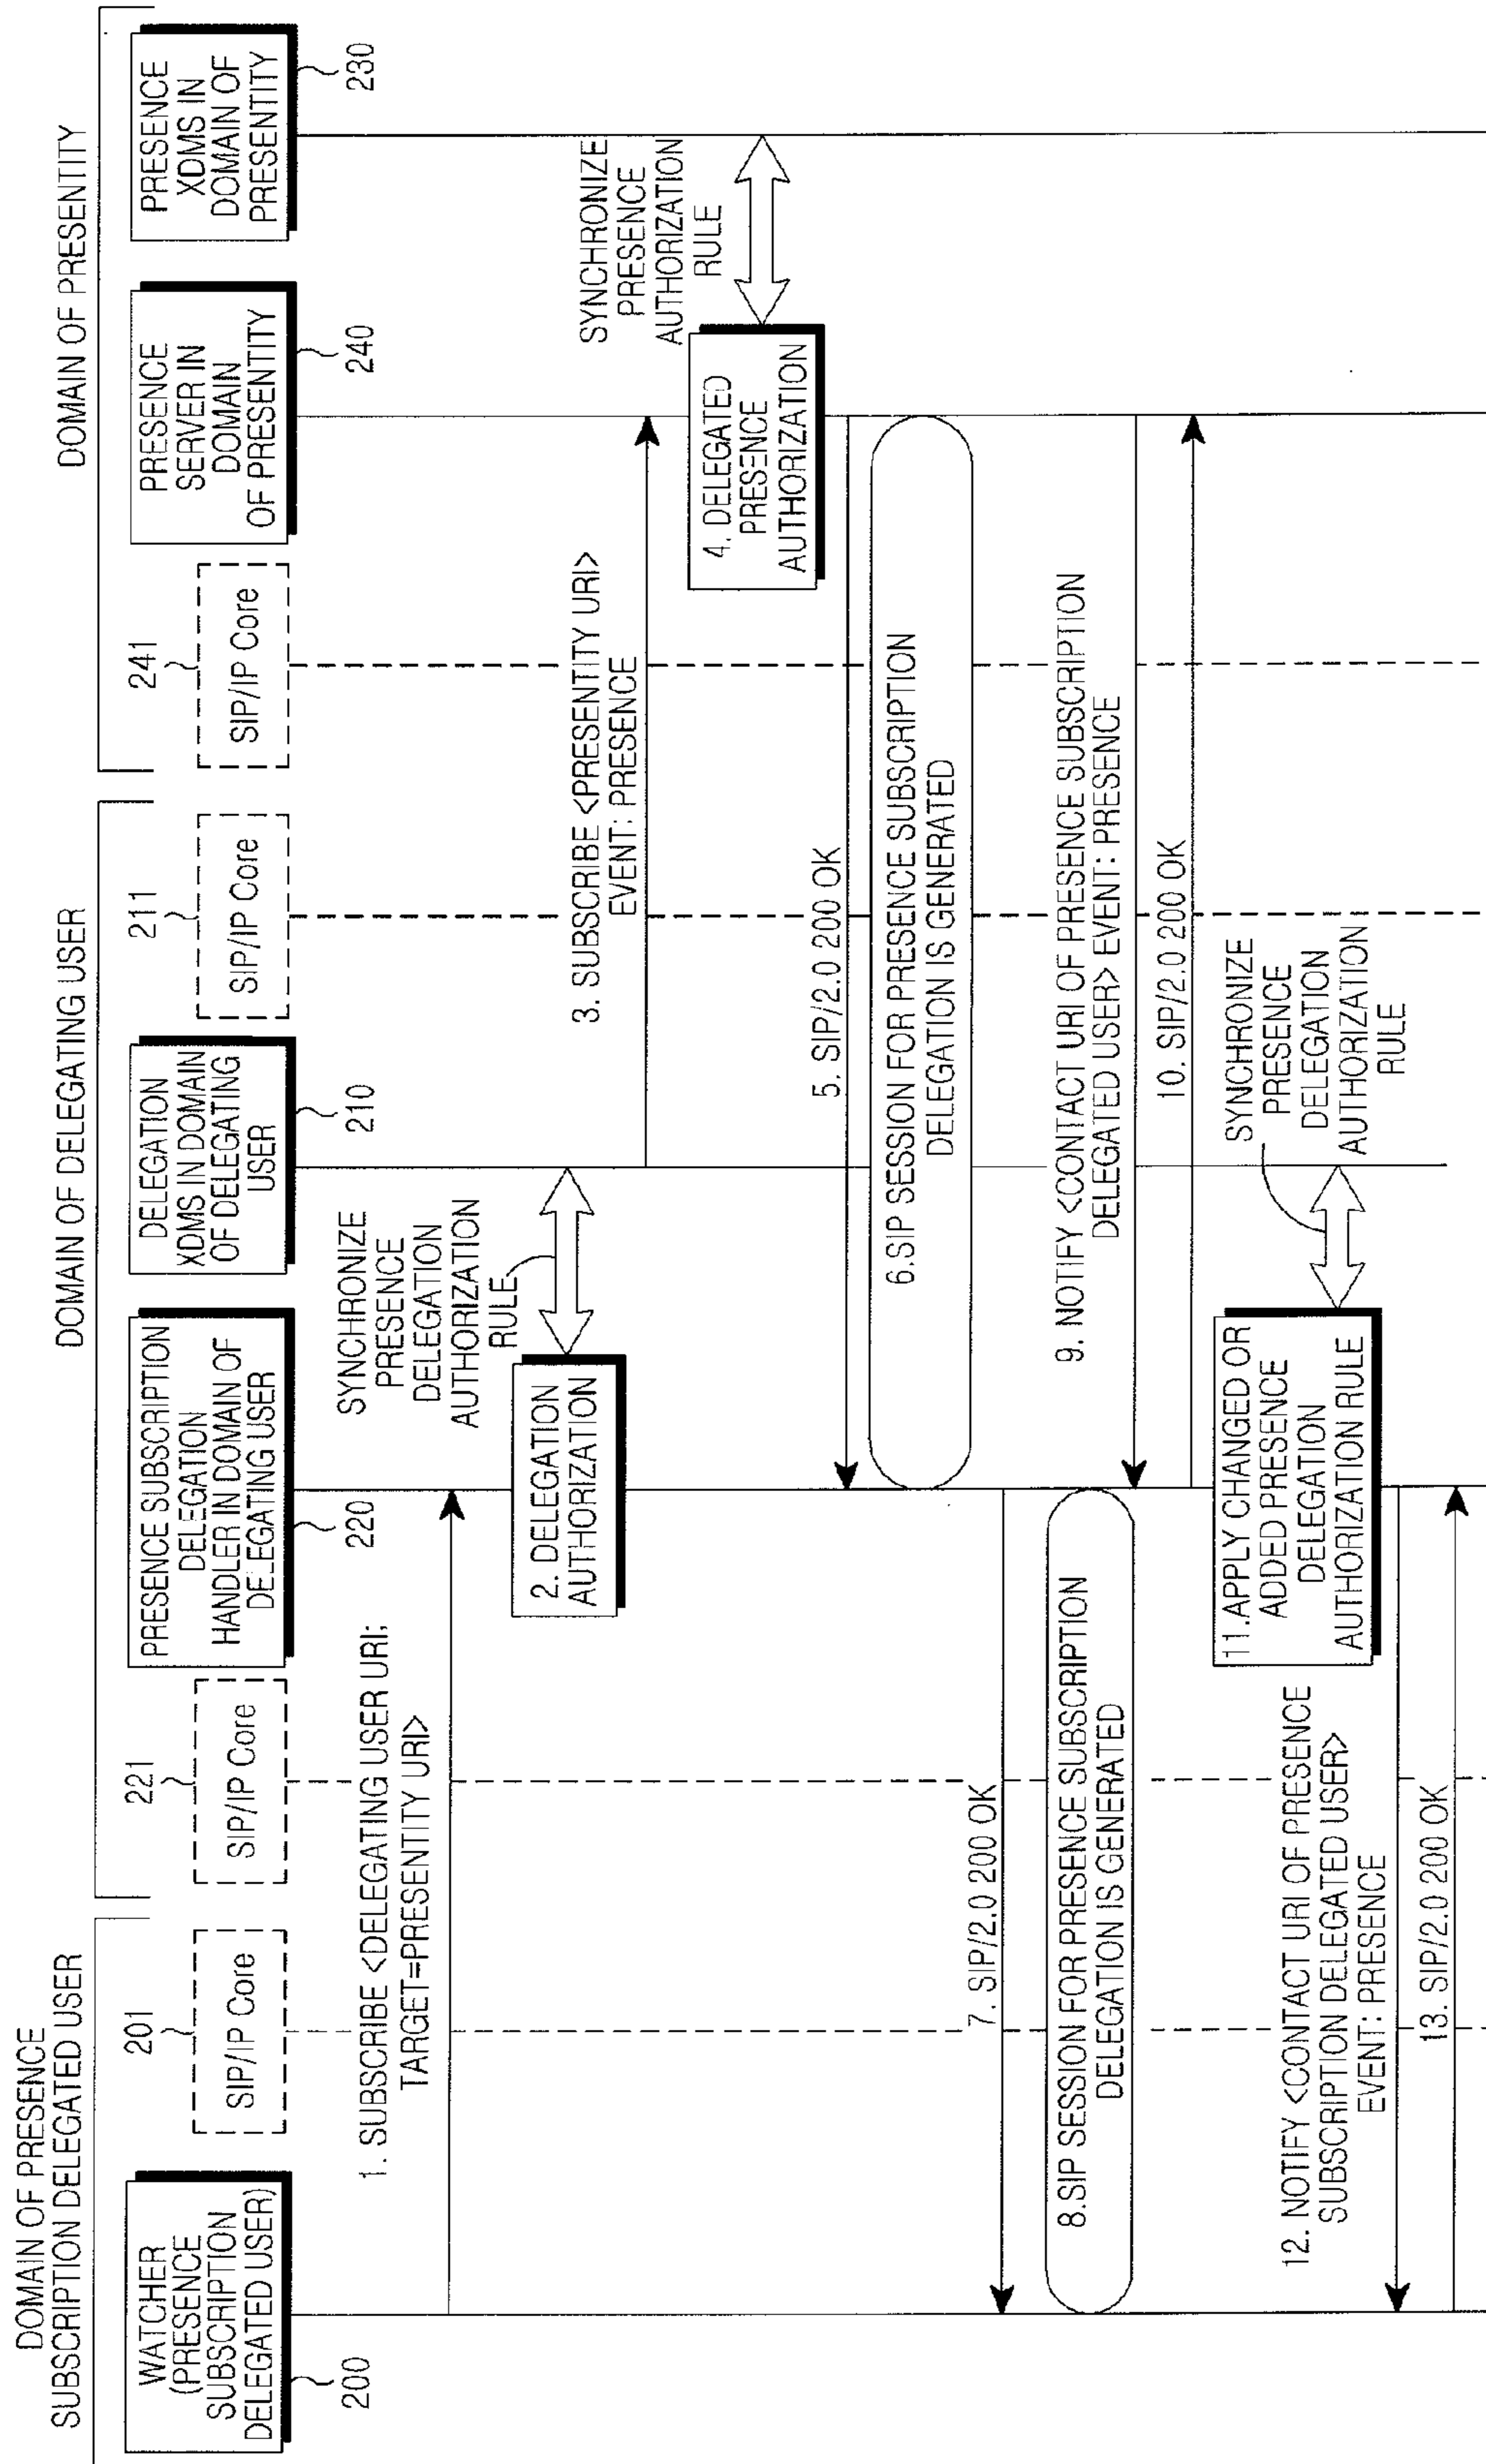 DOMAIN OF PRESENCE
SUBSCRIPTION DELEGATED USER
DOMAIN OF DELEGATING USER
DOMAIN OF PRESENTITY
WATCHER
(PRESENCE
SUBSCRIPTION
DELEGATED USER)
200
201
SIP/IP Core
221
SIP/IP Core
PRESENCE SUBSCRIPTION
DELEGATION
HANDLER IN DOMAIN OF
DELEGATING USER
220
DELEGATION
XDMS IN DOMAIN
OF DELEGATING
USER
210
211
SIP/IP Core
241
SIP/IP Core
PRESENCE
SERVER IN
DOMAIN
OF PRESENTITY
240
PRESENCE
XDMS IN
DOMAIN OF
PRESENTITY
230
1. SUBSCRIBE <DELEGATING USER URI;
TARGET=PRESENTITY URI>
SYNCHRONIZE
PRESENCE
DELEGATION
AUTHORIZATION
RULE
2. DELEGATION
AUTHORIZATION
3. SUBSCRIBE <PRESENTITY URI>
EVENT: PRESENCE
SYNCHRONIZE
PRESENCE
AUTHORIZATION
RULE
4. DELEGATED
PRESENCE
AUTHORIZATION
5. SIP/2.0 200 OK
6.SIP SESSION FOR PRESENCE SUBSCRIPTION
DELEGATION IS GENERATED
7. SIP/2.0 200 OK
8.SIP SESSION FOR PRESENCE SUBSCRIPTION
DELEGATION IS GENERATED
9. NOTIFY <CONTACT URI OF PRESENCE SUBSCRIPTION
DELEGATED USER> EVENT: PRESENCE
10. SIP/2.0 200 OK
11.APPLY CHANGED OR
ADDED PRESENCE
DELEGATION
AUTHORIZATION RULE
SYNCHRONIZE
PRESENCE
DELEGATION
AUTHORIZATION
RULE
12. NOTIFY <CONTACT URI OF PRESENCE
SUBSCRIPTION DELEGATED USER>
EVENT: PRESENCE
13. SIP/2.0 200 OK